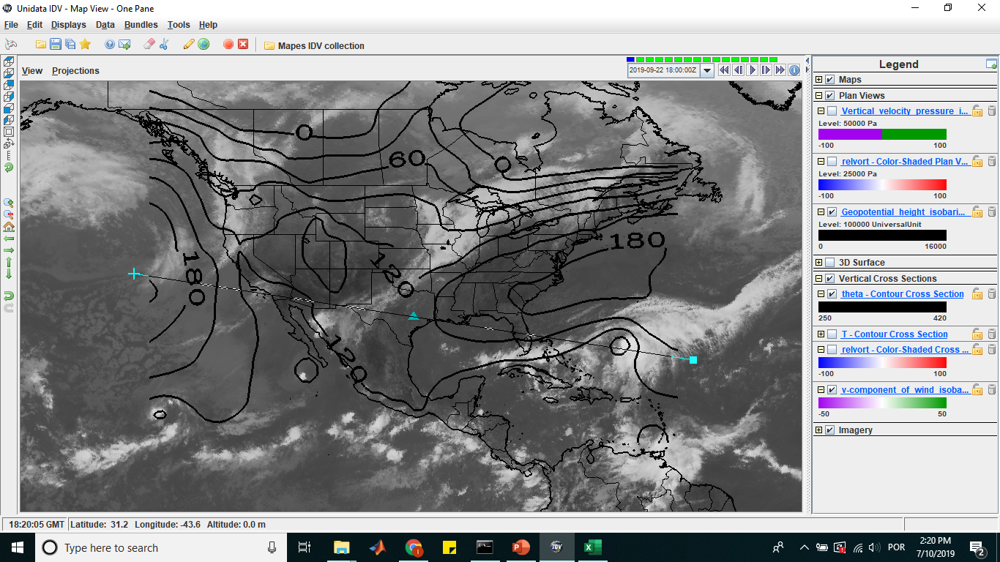 Unidata IDV - Map View - One Pane
File Edit Displays Data Bundles Tools Help
Mapes IDV collection
View Projections
2019-09-22 18:00:00Z
0
60
0
180
180
120
120
Legend
Maps
Plan Views
Vertical_velocity_pressure_i...
Level: 50000 Pa
-100 100
relvort - Color-Shaded Plan V...
Level: 25000 Pa
-100 100
Geopotential_height_isobari...
Level: 100000 UniversalUnit
0 16000
3D Surface
Vertical Cross Sections
theta - Contour Cross Section
250 420
T - Contour Cross Section
relvort - Color-Shaded Cross ...
-100 100
v-component_of_wind_isoba...
-50 50
Imagery
18:20:05 GMT Latitude: 31.2 Longitude: -43.6 Altitude: 0.0 m
Type here to search
POR
2:20 PM
7/10/2019
2